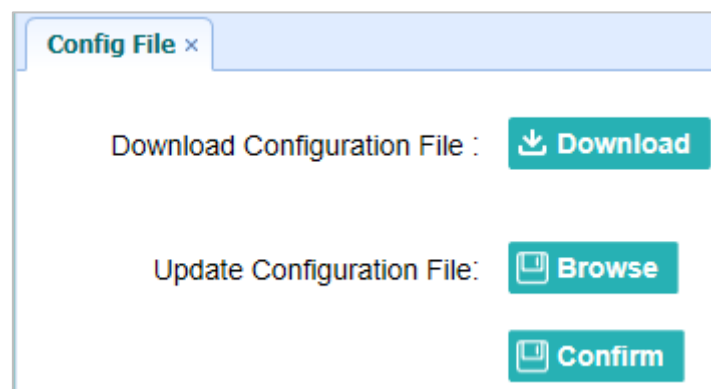 Config File ×
Download Configuration File : Download
Update Configuration File: Browse
Confirm